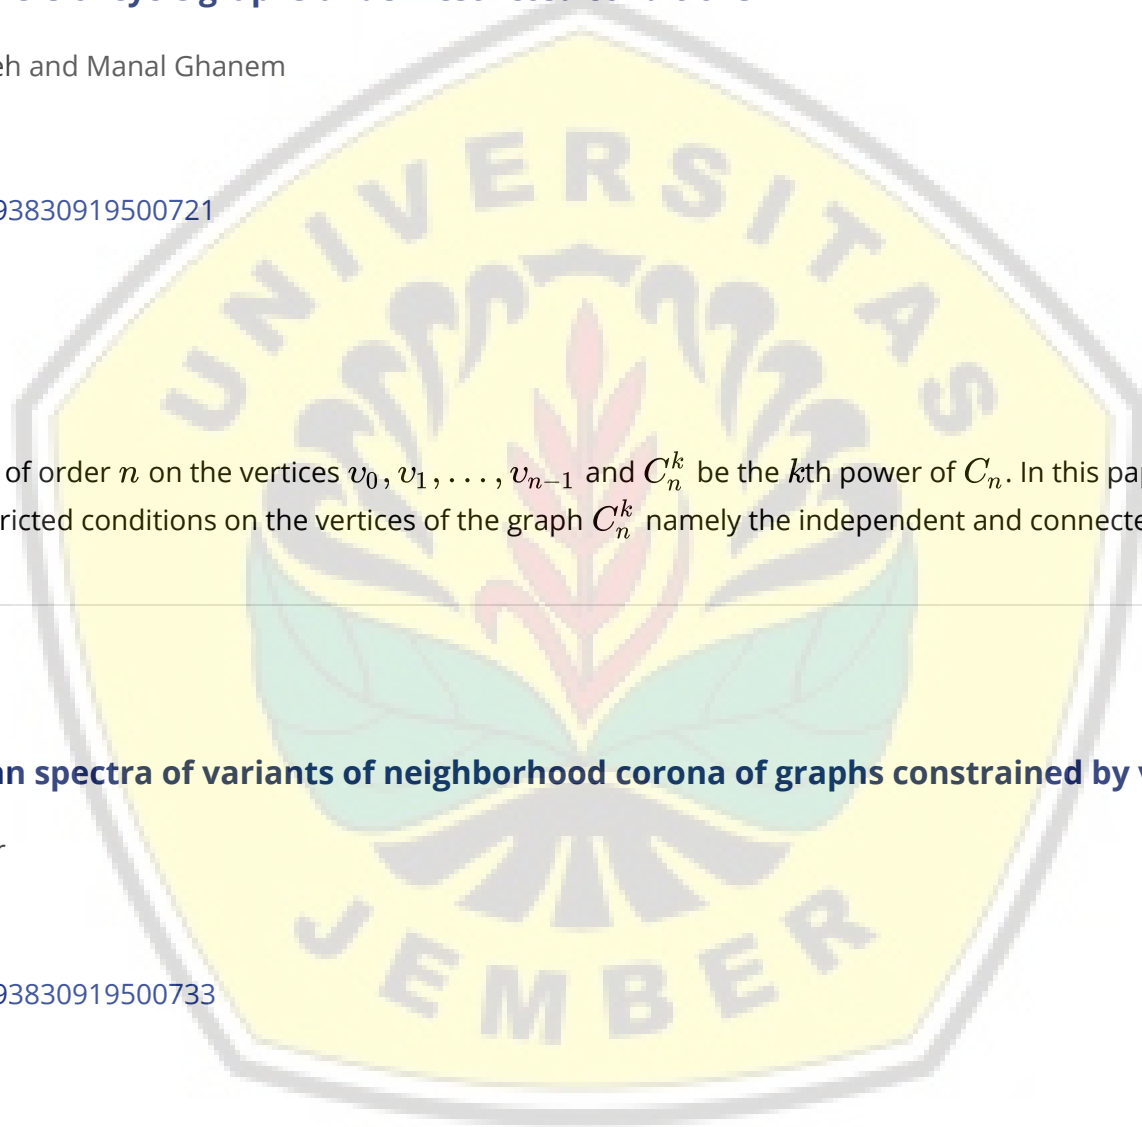 eh and Manal Ghanem
UNIVERSITAS
93830919500721
of order n on the vertices v_0, v_1, ..., v_{n-1} and C_n^k be the kth power of C_n. In this pap
ricted conditions on the vertices of the graph C_n^k namely the independent and connecte
an spectra of variants of neighborhood corona of graphs constrained by v
r
JEMBER
93830919500733